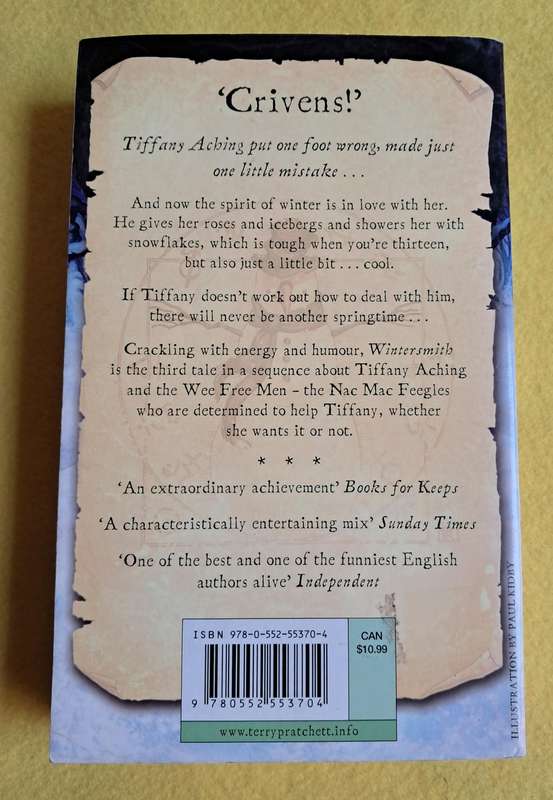 ‘Crivens!’
Tiffany Aching put one foot wrong, made just
one little mistake . . .
And now the spirit of winter is in love with her.
He gives her roses and icebergs and showers her with
snowflakes, which is tough when you’re thirteen,
but also just a little bit . . . cool.
If Tiffany doesn’t work out how to deal with him,
there will never be another springtime . . .
Crackling with energy and humour, Wintersmith
is the third tale in a sequence about Tiffany Aching
and the Wee Free Men – the Nac Mac Feegles
who are determined to help Tiffany, whether
she wants it or not.
* * *
‘An extraordinary achievement’ Books for Keeps
‘A characteristically entertaining mix’ Sunday Times
‘One of the best and one of the funniest English
authors alive’ Independent
ISBN 978-0-552-55370-4
CAN
$10.99
9 780552 553704
www.terrypratchett.info
ILLUSTRATION BY PAUL KIDBY